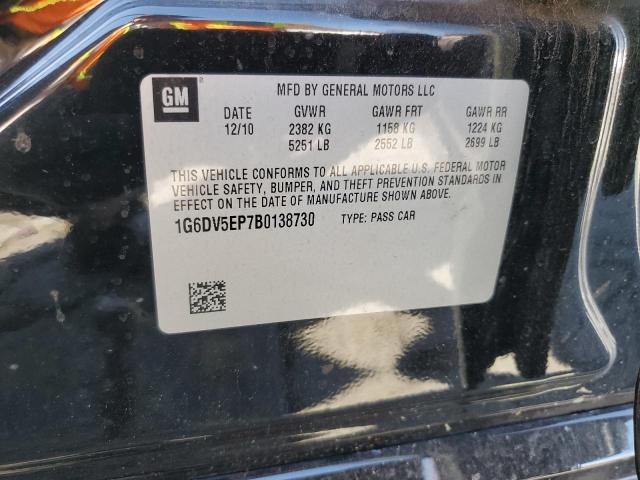 GM
MFD BY GENERAL MOTORS LLC
DATE GVWR GAWR FRT GAWR RR
12/10 2382 KG 1158 KG 1224 KG
5251 LB 2552 LB 2699 LB
THIS VEHICLE CONFORMS TO ALL APPLICABLE U.S. FEDERAL MOTOR
VEHICLE SAFETY, BUMPER, AND THEFT PREVENTION STANDARDS IN
EFFECT ON THE DATE OF MANUFACTURE SHOWN ABOVE.
1G6DV5EP7B0138730 TYPE: PASS CAR